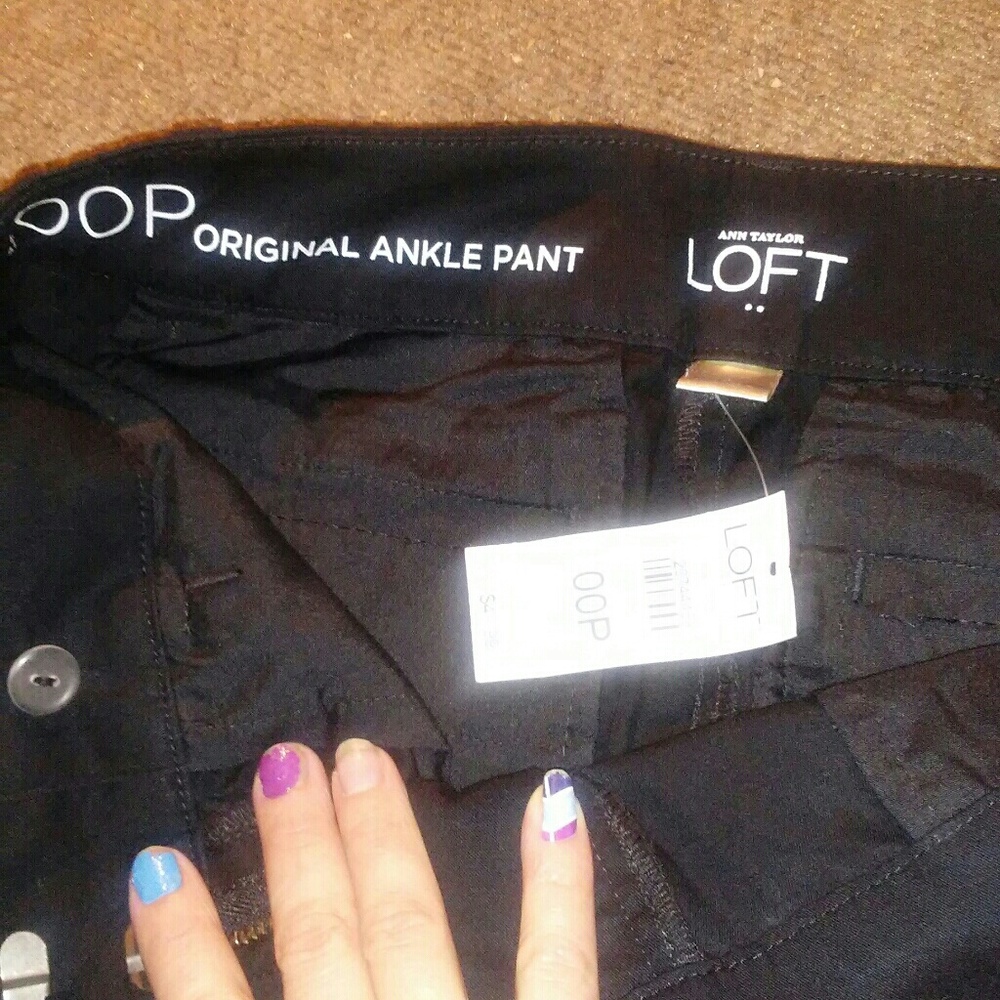 00P ORIGINAL ANKLE PANT
ANN TAYLOR
LOFT
LOFT
00P